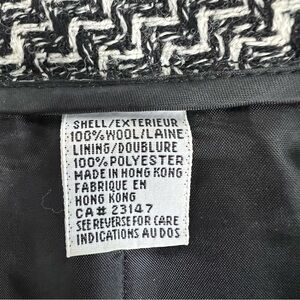 SHELL/EXTERIEUR
100% WOOL/LAINE
LINING/DOUBLURE
100% POLYESTER
MADE IN HONG KONG
FABRIQUE EN
HONG KONG
CA# 23147
SEE REVERSE FOR CARE
INDICATIONS AU DOS